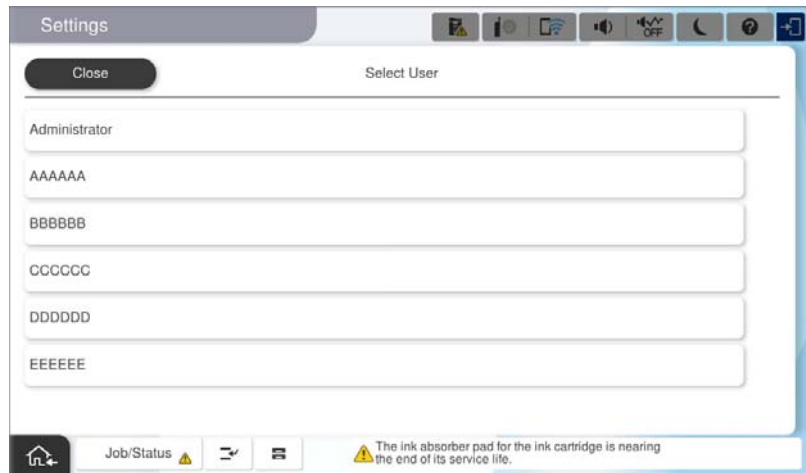 Settings
OFF
Close
Select User
Administrator
AAAAAA
BBBBBB
CCCCCC
DDDDDD
EEEEEE
Job/Status
The ink absorber pad for the ink cartridge is nearing
the end of its service life.